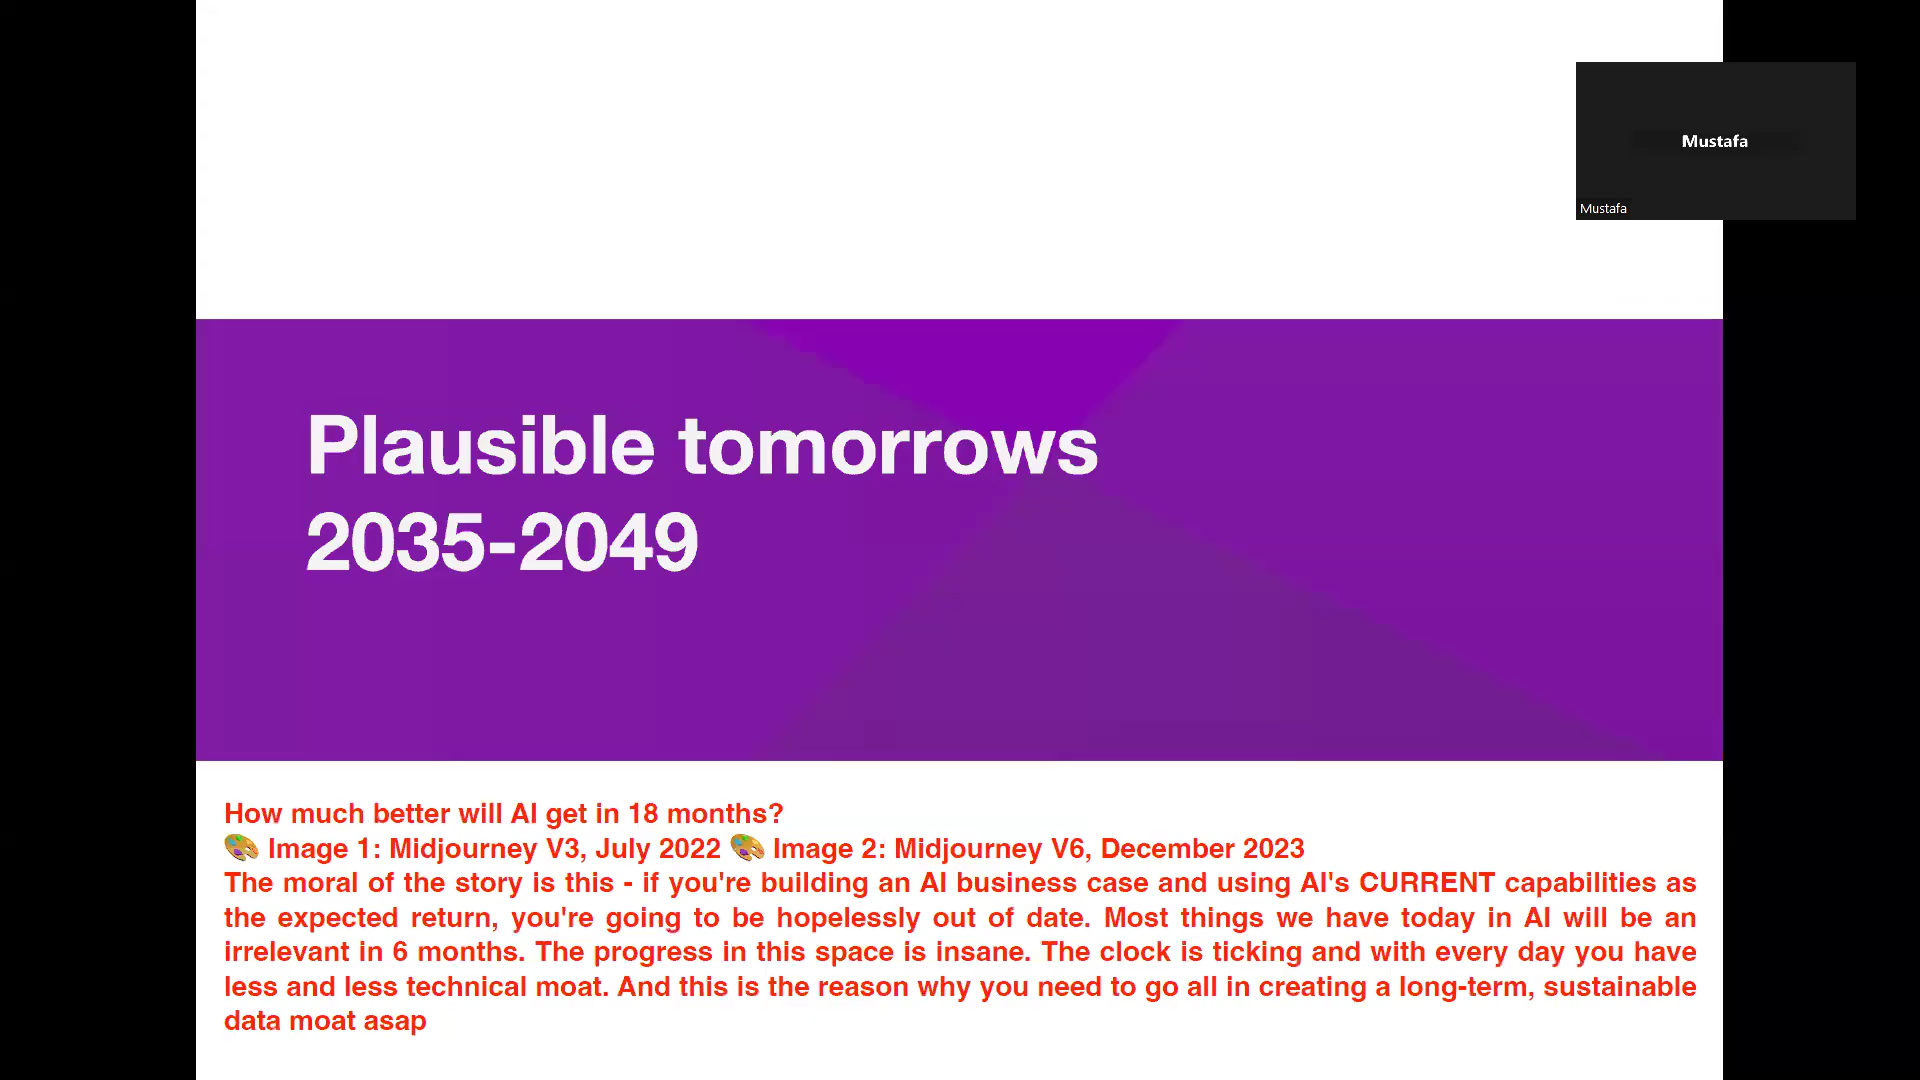 Mustafa
Mustafa
Plausible tomorrows
2035-2049
How much better will AI get in 18 months?
🎨 Image 1: Midjourney V3, July 2022 🎨 Image 2: Midjourney V6, December 2023
The moral of the story is this - if you're building an AI business case and using AI's CURRENT capabilities as
the expected return, you're going to be hopelessly out of date. Most things we have today in AI will be an
irrelevant in 6 months. The progress in this space is insane. The clock is ticking and with every day you have
less and less technical moat. And this is the reason why you need to go all in creating a long-term, sustainable
data moat asap